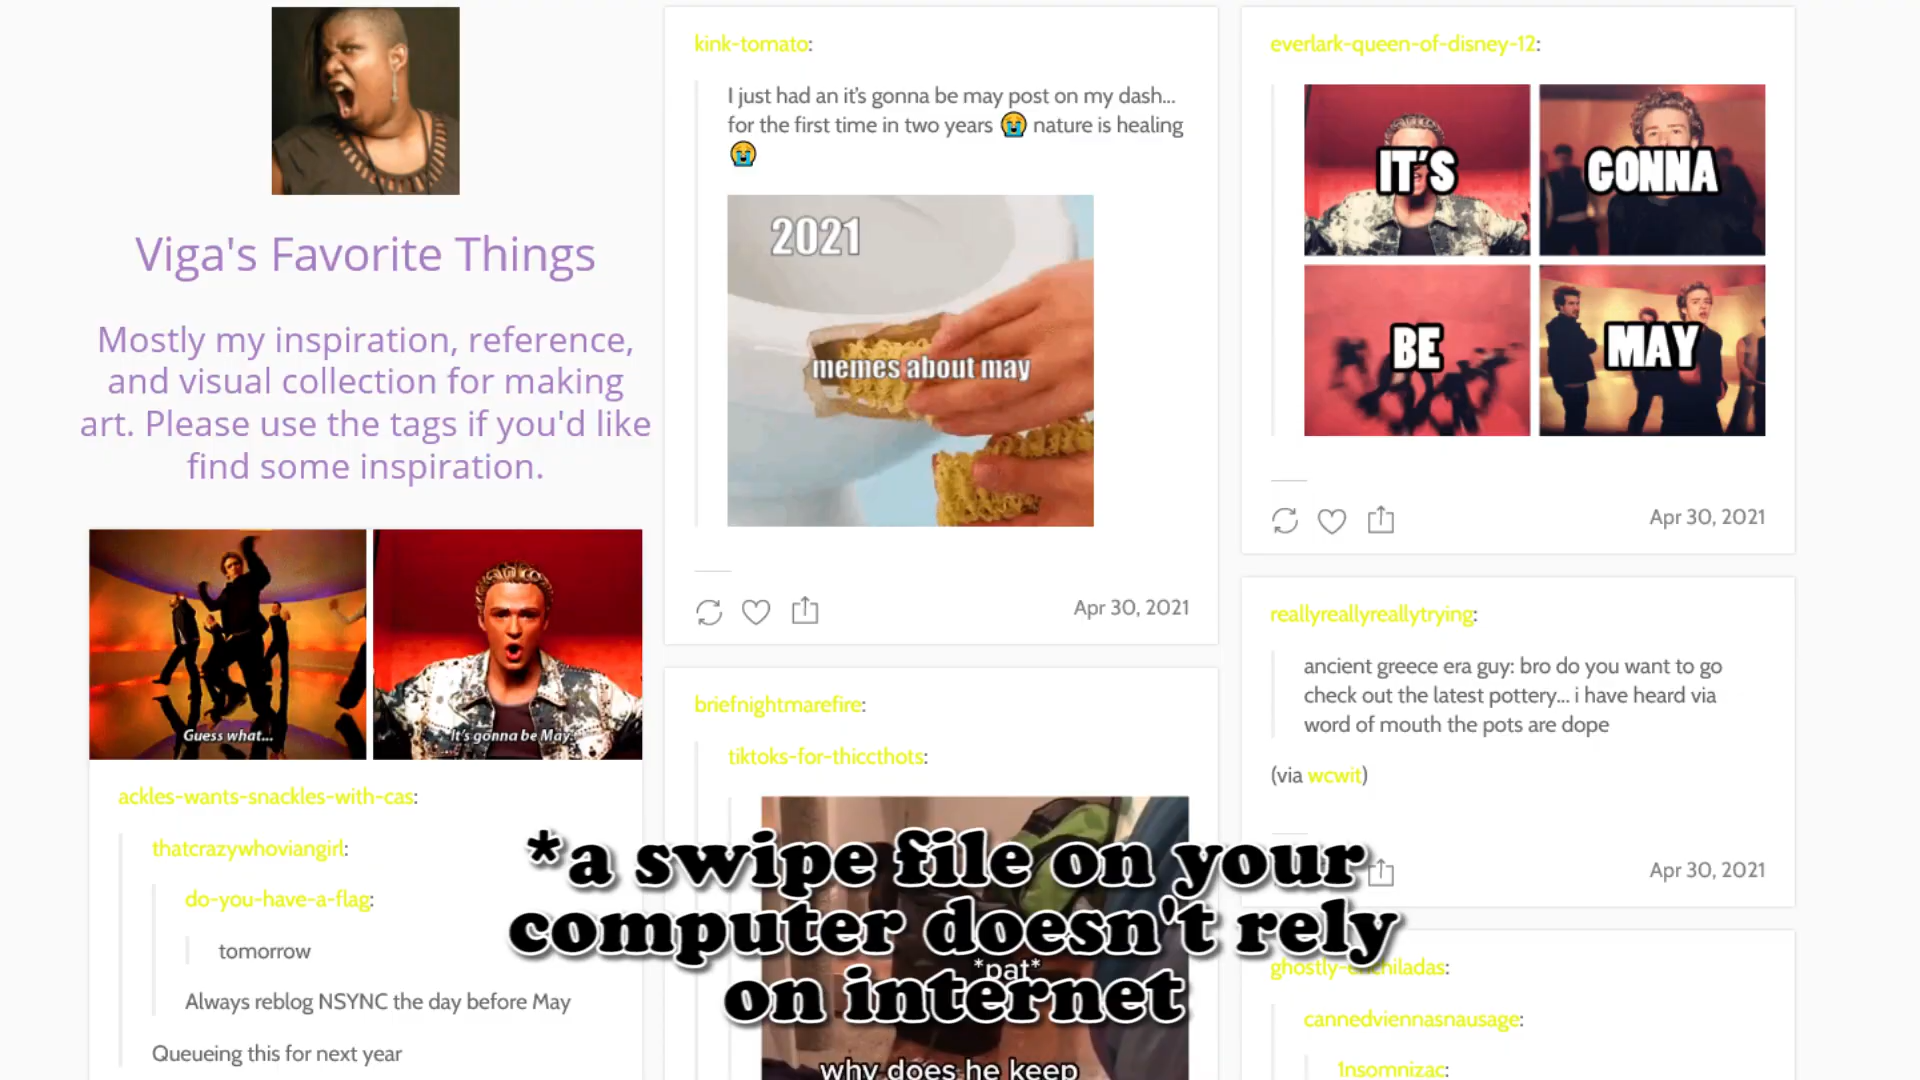 Viga's Favorite Things
Mostly my inspiration, reference,
and visual collection for making
art. Please use the tags if you'd like
find some inspiration.
Guess what...
It's gonna be May.
ackles-wants-snackles-with-cas:
thatcrazywhoviangirl:
do-you-have-a-flag:
tomorrow
Always reblog NSYNC the day before May
Queueing this for next year
kink-tomato:
I just had an it's gonna be may post on my dash...
for the first time in two years 😭 nature is healing
😭
2021
memes about may
Apr 30, 2021
briefnightmarefire:
tiktoks-for-thiccthots:
*pat*
why does he keep
everlark-queen-of-disney-12:
IT'S
GONNA
BE
MAY
Apr 30, 2021
reallyreallyreallytrying:
ancient greece era guy: bro do you want to go
check out the latest pottery... i have heard via
word of mouth the pots are dope
(via wcwit)
Apr 30, 2021
ghostly-enchiladas:
cannedviennasnausage:
1nsomnizac:
*a swipe file on your
computer doesn't rely
on internet